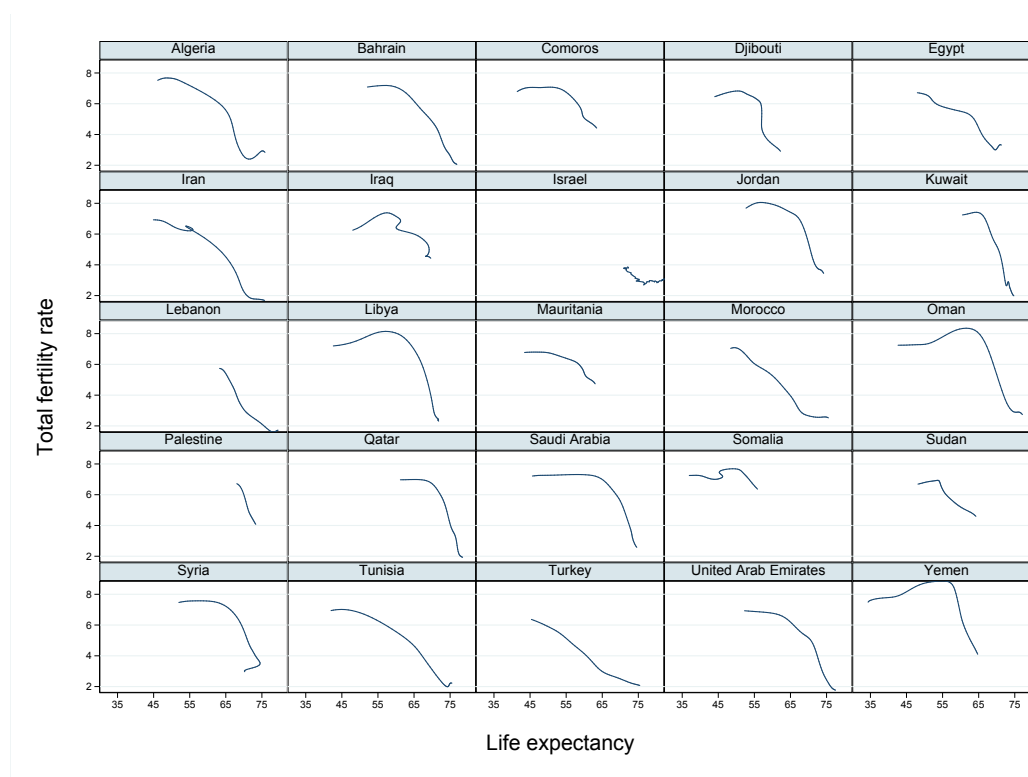 Algeria Bahrain Comoros Djibouti Egypt
8
6
4
2
Iran Iraq Israel Jordan Kuwait
8
6
4
2
Lebanon Libya Mauritania Morocco Oman
8
6
4
2
Palestine Qatar Saudi Arabia Somalia Sudan
8
6
4
2
Syria Tunisia Turkey United Arab Emirates Yemen
8
6
4
2
35 45 55 65 75 35 45 55 65 75 35 45 55 65 75 35 45 55 65 75 35 45 55 65 75
Total fertility rate
Life expectancy